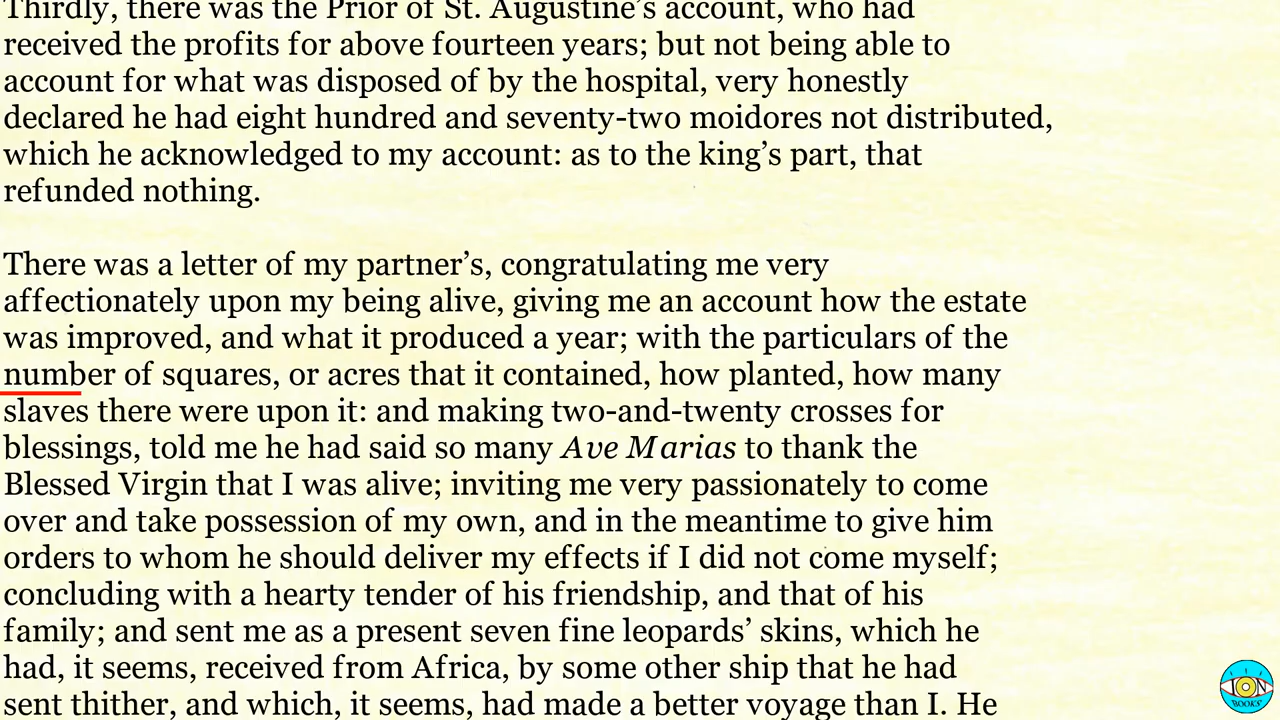 Thirdly, there was the Prior of St. Augustine’s account, who had
received the profits for above fourteen years; but not being able to
account for what was disposed of by the hospital, very honestly
declared he had eight hundred and seventy-two moidores not distributed,
which he acknowledged to my account: as to the king’s part, that
refunded nothing.
There was a letter of my partner’s, congratulating me very
affectionately upon my being alive, giving me an account how the estate
was improved, and what it produced a year; with the particulars of the
number of squares, or acres that it contained, how planted, how many
slaves there were upon it: and making two-and-twenty crosses for
blessings, told me he had said so many Ave Marias to thank the
Blessed Virgin that I was alive; inviting me very passionately to come
over and take possession of my own, and in the meantime to give him
orders to whom he should deliver my effects if I did not come myself;
concluding with a hearty tender of his friendship, and that of his
family; and sent me as a present seven fine leopards’ skins, which he
had, it seems, received from Africa, by some other ship that he had
sent thither, and which, it seems, had made a better voyage than I. He
ION
BOOKS